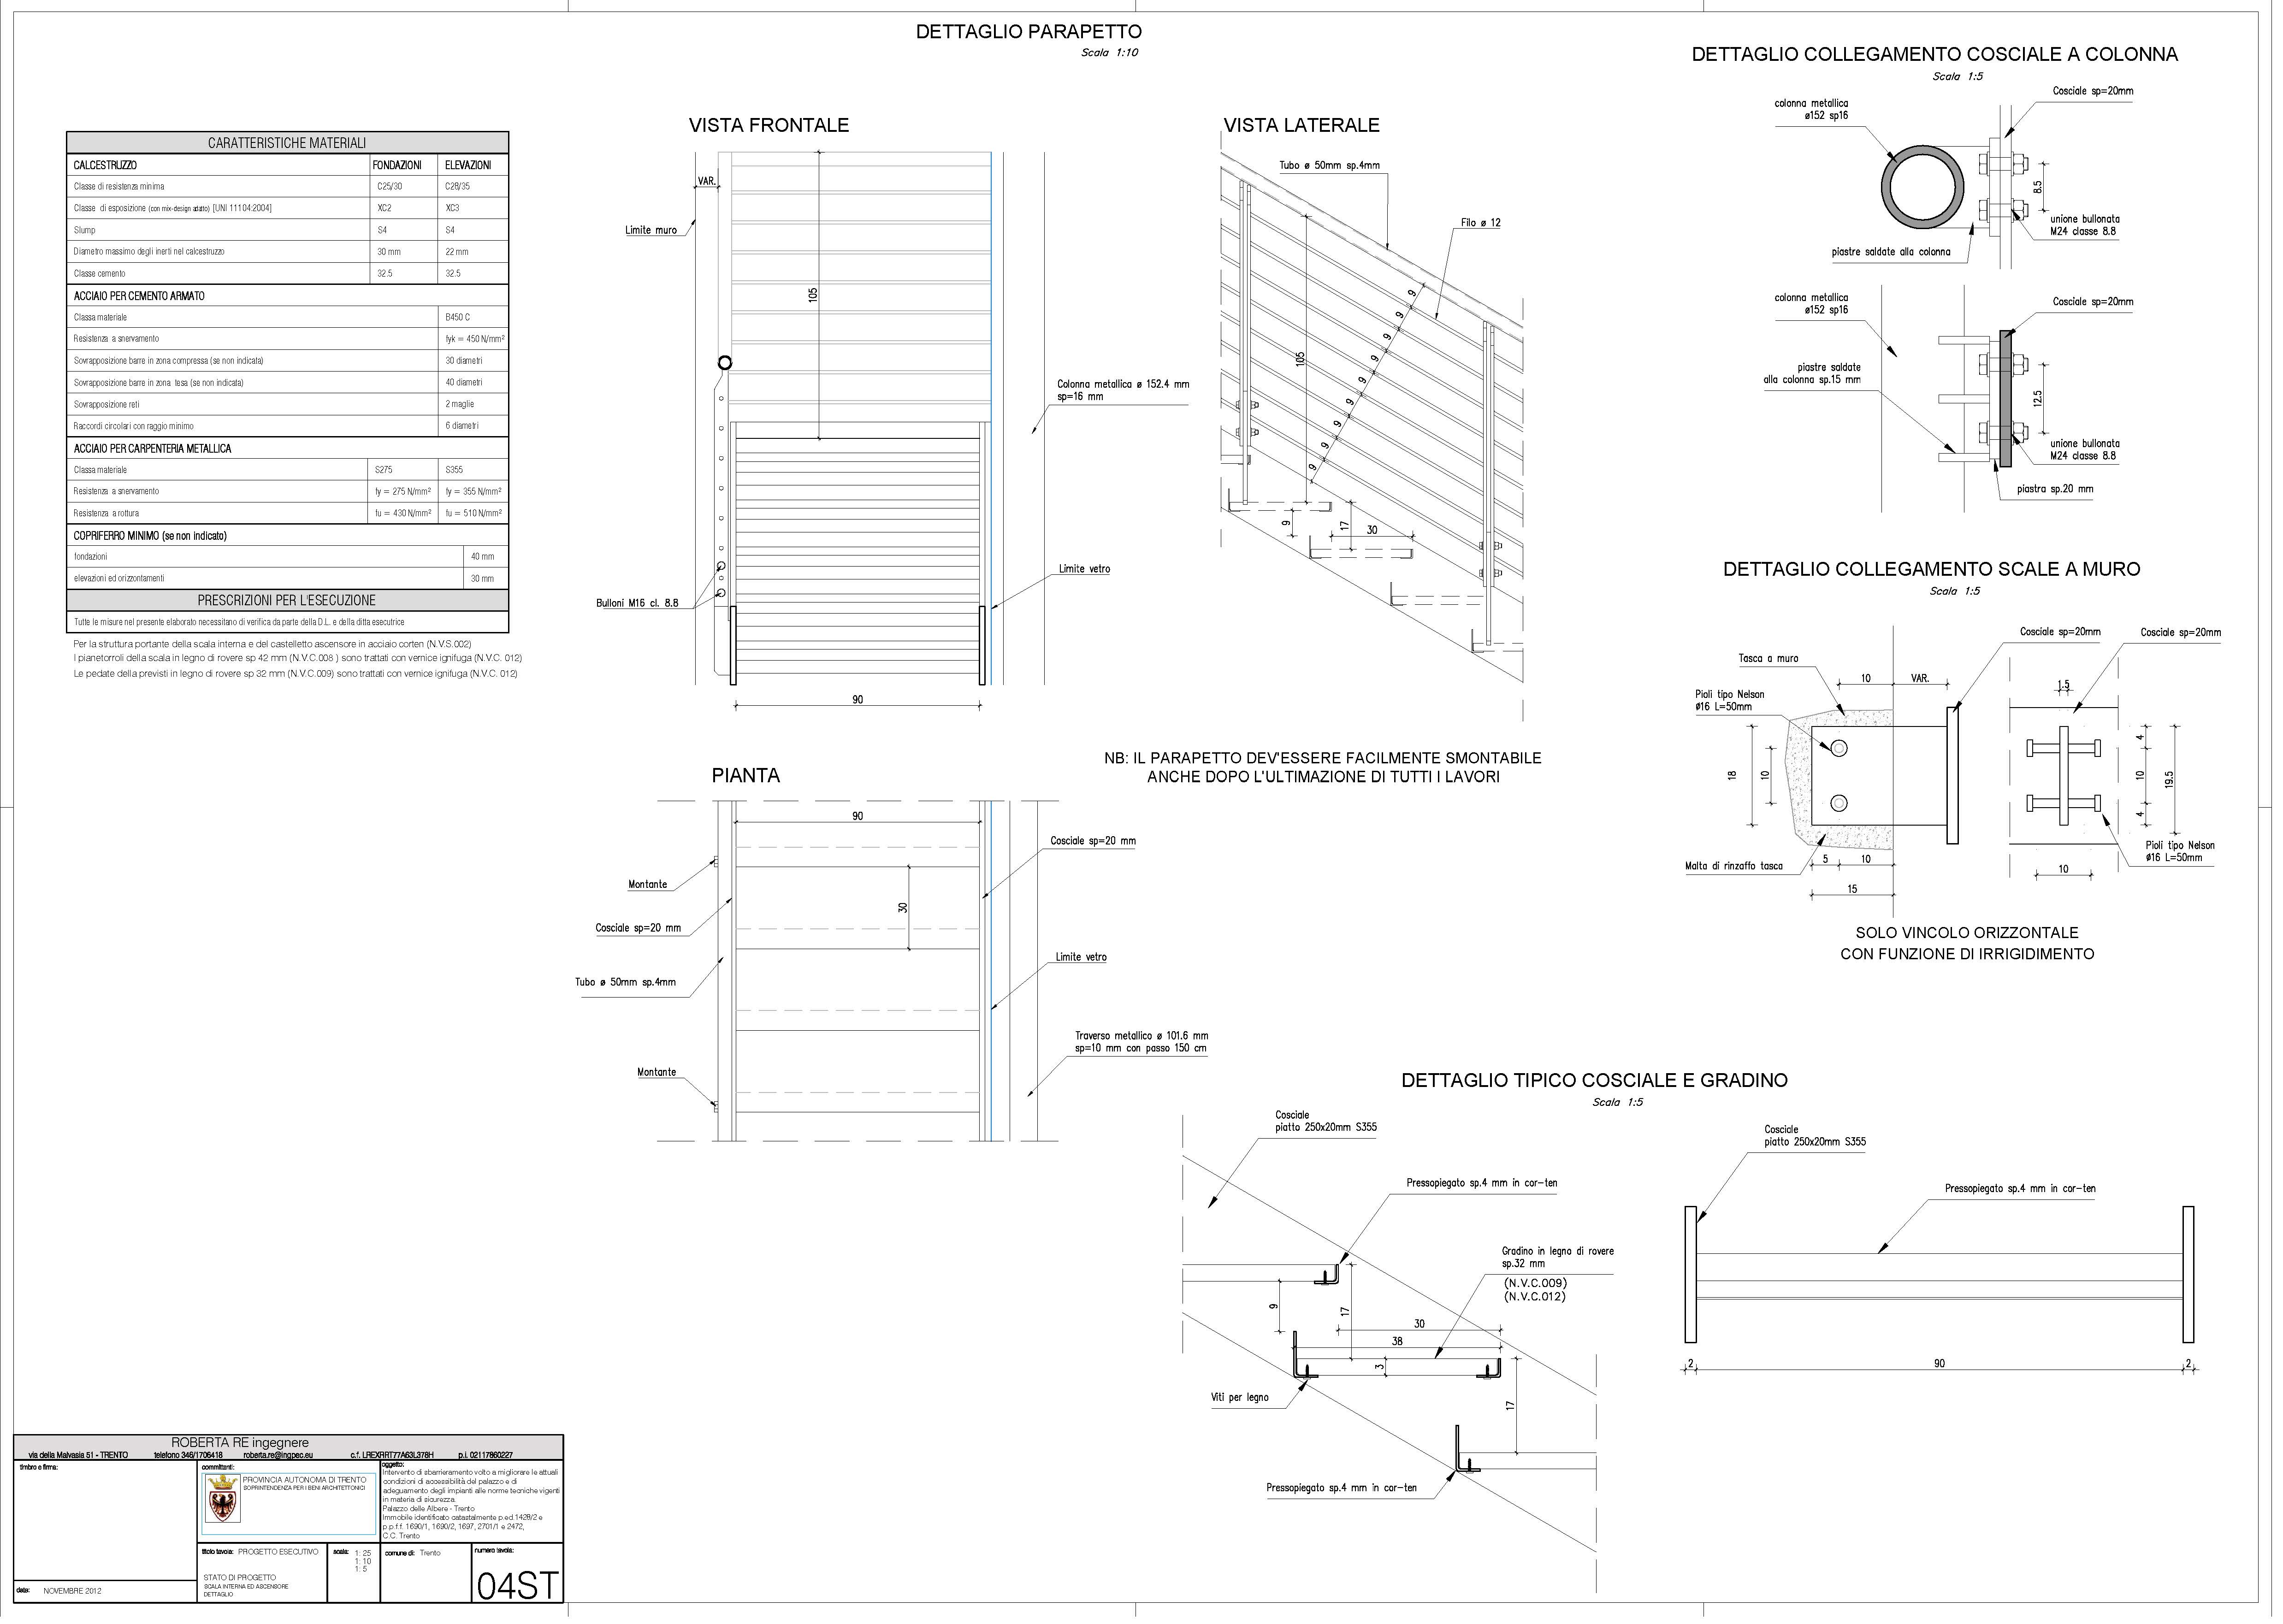 DETTAGLIO PARAPETTO
Scala 1:10
CARATTERISTICHE MATERIALI
CALCESTRUZZO FONDAZIONI ELEVAZIONI
Classe di resistenza minima C25/30 C28/35
Classe di esposizione (con mix-design adatto) [UNI 11104:2004] XC2 XC3
Slump S4 S4
Diametro massimo degli inerti nel calcestruzzo 30 mm 22 mm
Classe cemento 32.5 32.5
ACCIAIO PER CEMENTO ARMATO
Classa materiale B450 C
Resistenza a snervamento fyk = 450 N/mm²
Sovrapposizione barre in zona compressa (se non indicata) 30 diametri
Sovrapposizione barre in zona tesa (se non indicata) 40 diametri
Sovrapposizione reti 2 maglie
Raccordi circolari con raggio minimo 6 diametri
ACCIAIO PER CARPENTERIA METALLICA
Classa materiale S275 S355
Resistenza a snervamento fy = 275 N/mm² fy = 355 N/mm²
Resistenza a rottura fu = 430 N/mm² fu = 510 N/mm²
COPRIFERRO MINIMO (se non indicato)
fondazioni 40 mm
elevazioni ed orizzontamenti 30 mm
PRESCRIZIONI PER L'ESECUZIONE
Tutte le misure nel presente elaborato necessitano di verifica da parte della D.L. e della ditta esecutrice
Per la struttura portante della scala interna e del castelletto ascensore in acciaio corten (N.V.S.002)
I pianetorroli della scala in legno di rovere sp 42 mm (N.V.C.008 ) sono trattati con vernice ignifuga (N.V.C. 012)
Le pedate della previsti in legno di rovere sp 32 mm (N.V.C.009) sono trattati con vernice ignifuga (N.V.C. 012)
VISTA FRONTALE
VAR.
Limite muro
105
Colonna metallica ø 152.4 mm
sp=16 mm
Limite vetro
Bulloni M16 cl. 8.8
90
VISTA LATERALE
Tubo ø 50mm sp.4mm
Filo ø 12
105
9
9
9
9
9
9
9
9
9
17
30
NB: IL PARAPETTO DEV'ESSERE FACILMENTE SMONTABILE
ANCHE DOPO L'ULTIMAZIONE DI TUTTI I LAVORI
PIANTA
90
30
Cosciale sp=20 mm
Montante
Cosciale sp=20 mm
Limite vetro
Tubo ø 50mm sp.4mm
Traverso metallico ø 101.6 mm
sp=10 mm con passo 150 cm
Montante
DETTAGLIO COLLEGAMENTO COSCIALE A COLONNA
Scala 1:5
Cosciale sp=20mm
colonna metallica
ø152 sp16
8.5
unione bullonata
M24 classe 8.8
piastre saldate alla colonna
colonna metallica
ø152 sp16
Cosciale sp=20mm
piastre saldate
alla colonna sp.15 mm
12.5
unione bullonata
M24 classe 8.8
piastra sp.20 mm
DETTAGLIO COLLEGAMENTO SCALE A MURO
Scala 1:5
Cosciale sp=20mm
Cosciale sp=20mm
Tasca a muro
10
VAR.
1.5
Pioli tipo Nelson
Ø16 L=50mm
18
10
4
10
4
19.5
Malta di rinzaffo tasca
5
10
15
10
Pioli tipo Nelson
Ø16 L=50mm
SOLO VINCOLO ORIZZONTALE
CON FUNZIONE DI IRRIGIDIMENTO
DETTAGLIO TIPICO COSCIALE E GRADINO
Scala 1:5
Cosciale
piatto 250x20mm S355
Pressopiegato sp.4 mm in cor-ten
Gradino in legno di rovere
sp.32 mm
(N.V.C.009)
(N.V.C.012)
9
17
30
38
3
17
Viti per legno
Pressopiegato sp.4 mm in cor-ten
Cosciale
piatto 250x20mm S355
Pressopiegato sp.4 mm in cor-ten
2
90
2
ROBERTA RE ingegnere
via della Malvasia 51 - TRENTO telefono 346/1706418 roberta.re@ingpec.eu c.f. LREXRRT77A63L378H p.i. 02117860227
timbro e firma:
committenti:
PROVINCIA AUTONOMA DI TRENTO
SOPRINTENDENZA PER I BENI ARCHITETTONICI
oggetto:
Intervento di sbarrieramento volto a migliorare le attuali
condizioni di accessibilità del palazzo e di
adeguamento degli impianti alle norme tecniche vigenti
in materia di sicurezza.
Palazzo delle Albere - Trento
Immobile identificato catastalmente p.ed.1428/2 e
p.p.f.f. 1690/1, 1690/2, 1697, 2701/1 e 2472,
C.C. Trento
titolo tavola: PROGETTO ESECUTIVO
STATO DI PROGETTO
SCALA INTERNA ED ASCENSORE
DETTAGLIO
scala: 1: 25
1: 10
1: 5
comune di: Trento
numero tavola:
04ST
data: NOVEMBRE 2012